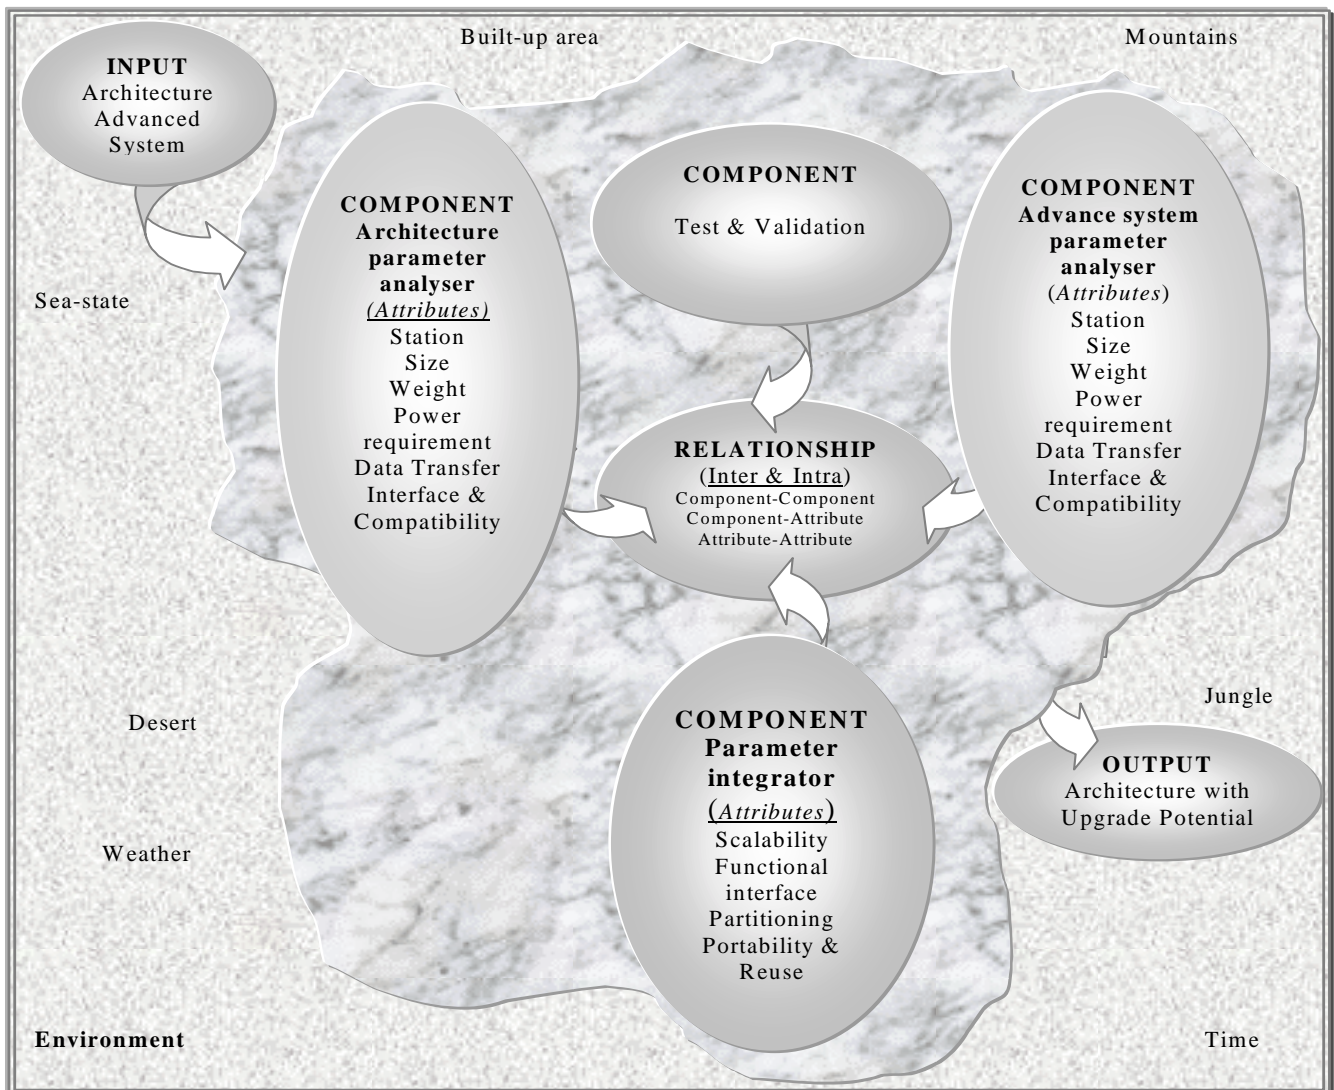 Built-up area
Mountains
INPUT
Architecture
Advanced
System
COMPONENT
Architecture
parameter
analyser
(Attributes)
Station
Size
Weight
Power
requirement
Data Transfer
Interface &
Compatibility
COMPONENT
Test & Validation
COMPONENT
Advance system
parameter
analyser
(Attributes)
Station
Size
Weight
Power
requirement
Data Transfer
Interface &
Compatibility
Sea-state
RELATIONSHIP
(Inter & Intra)
Component-Component
Component-Attribute
Attribute-Attribute
COMPONENT
Parameter
integrator
(Attributes)
Scalability
Functional
interface
Partitioning
Portability &
Reuse
Jungle
Desert
OUTPUT
Architecture with
Upgrade Potential
Weather
Environment
Time